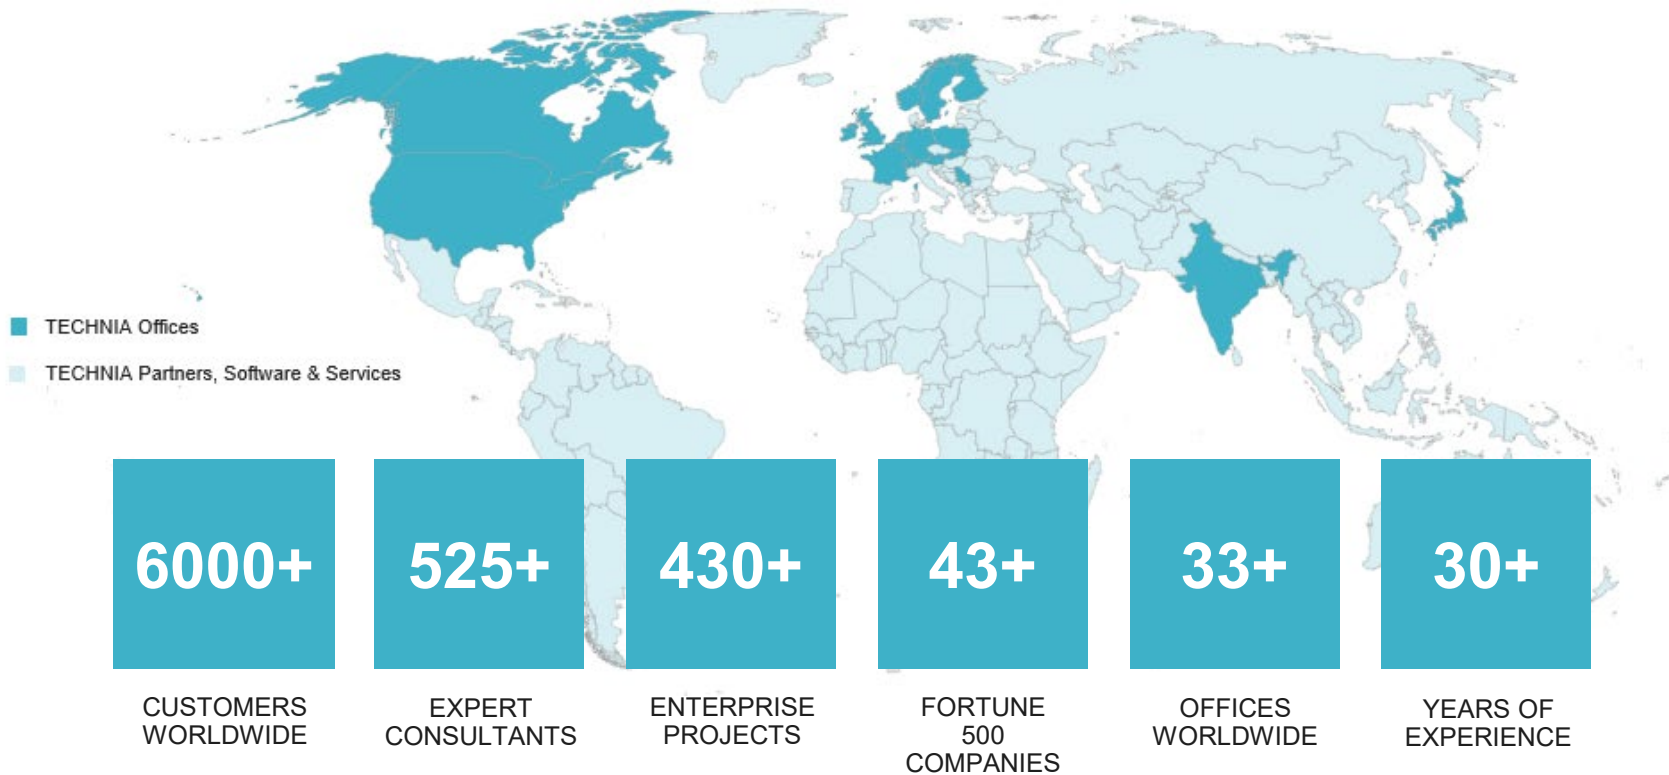 TECHNIA Offices
TECHNIA Partners, Software & Services
6000+
525+
430+
43+
33+
30+
CUSTOMERS
WORLDWIDE
EXPERT
CONSULTANTS
ENTERPRISE
PROJECTS
FORTUNE
500
COMPANIES
OFFICES
WORLDWIDE
YEARS OF
EXPERIENCE